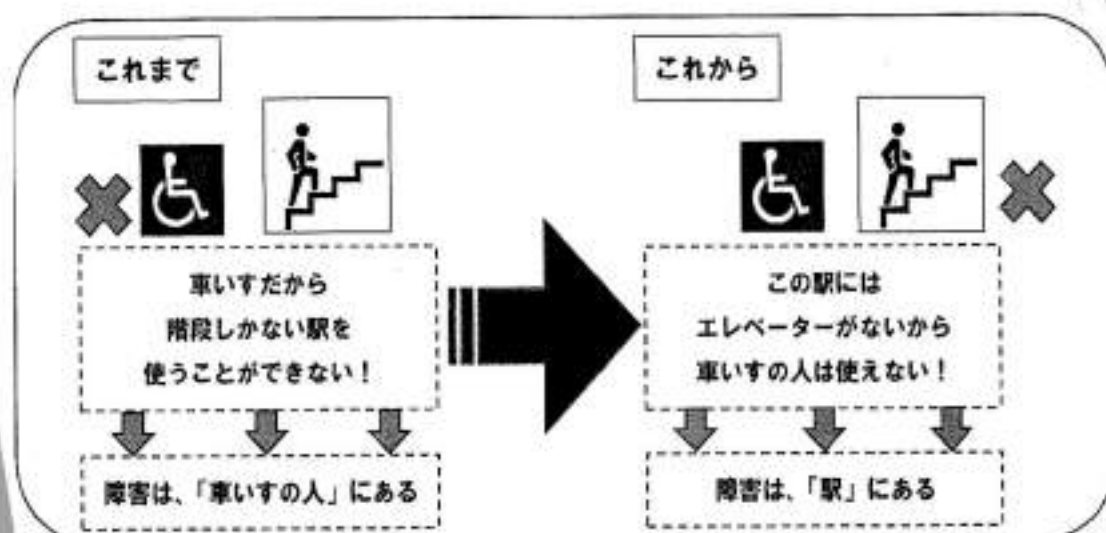 これまで
車いすだから
階段しかない駅を
使うことができない！
障害は、「車いすの人」にある
これから
この駅には
エレベーターがないから
車いすの人は使えない！
障害は、「駅」にある